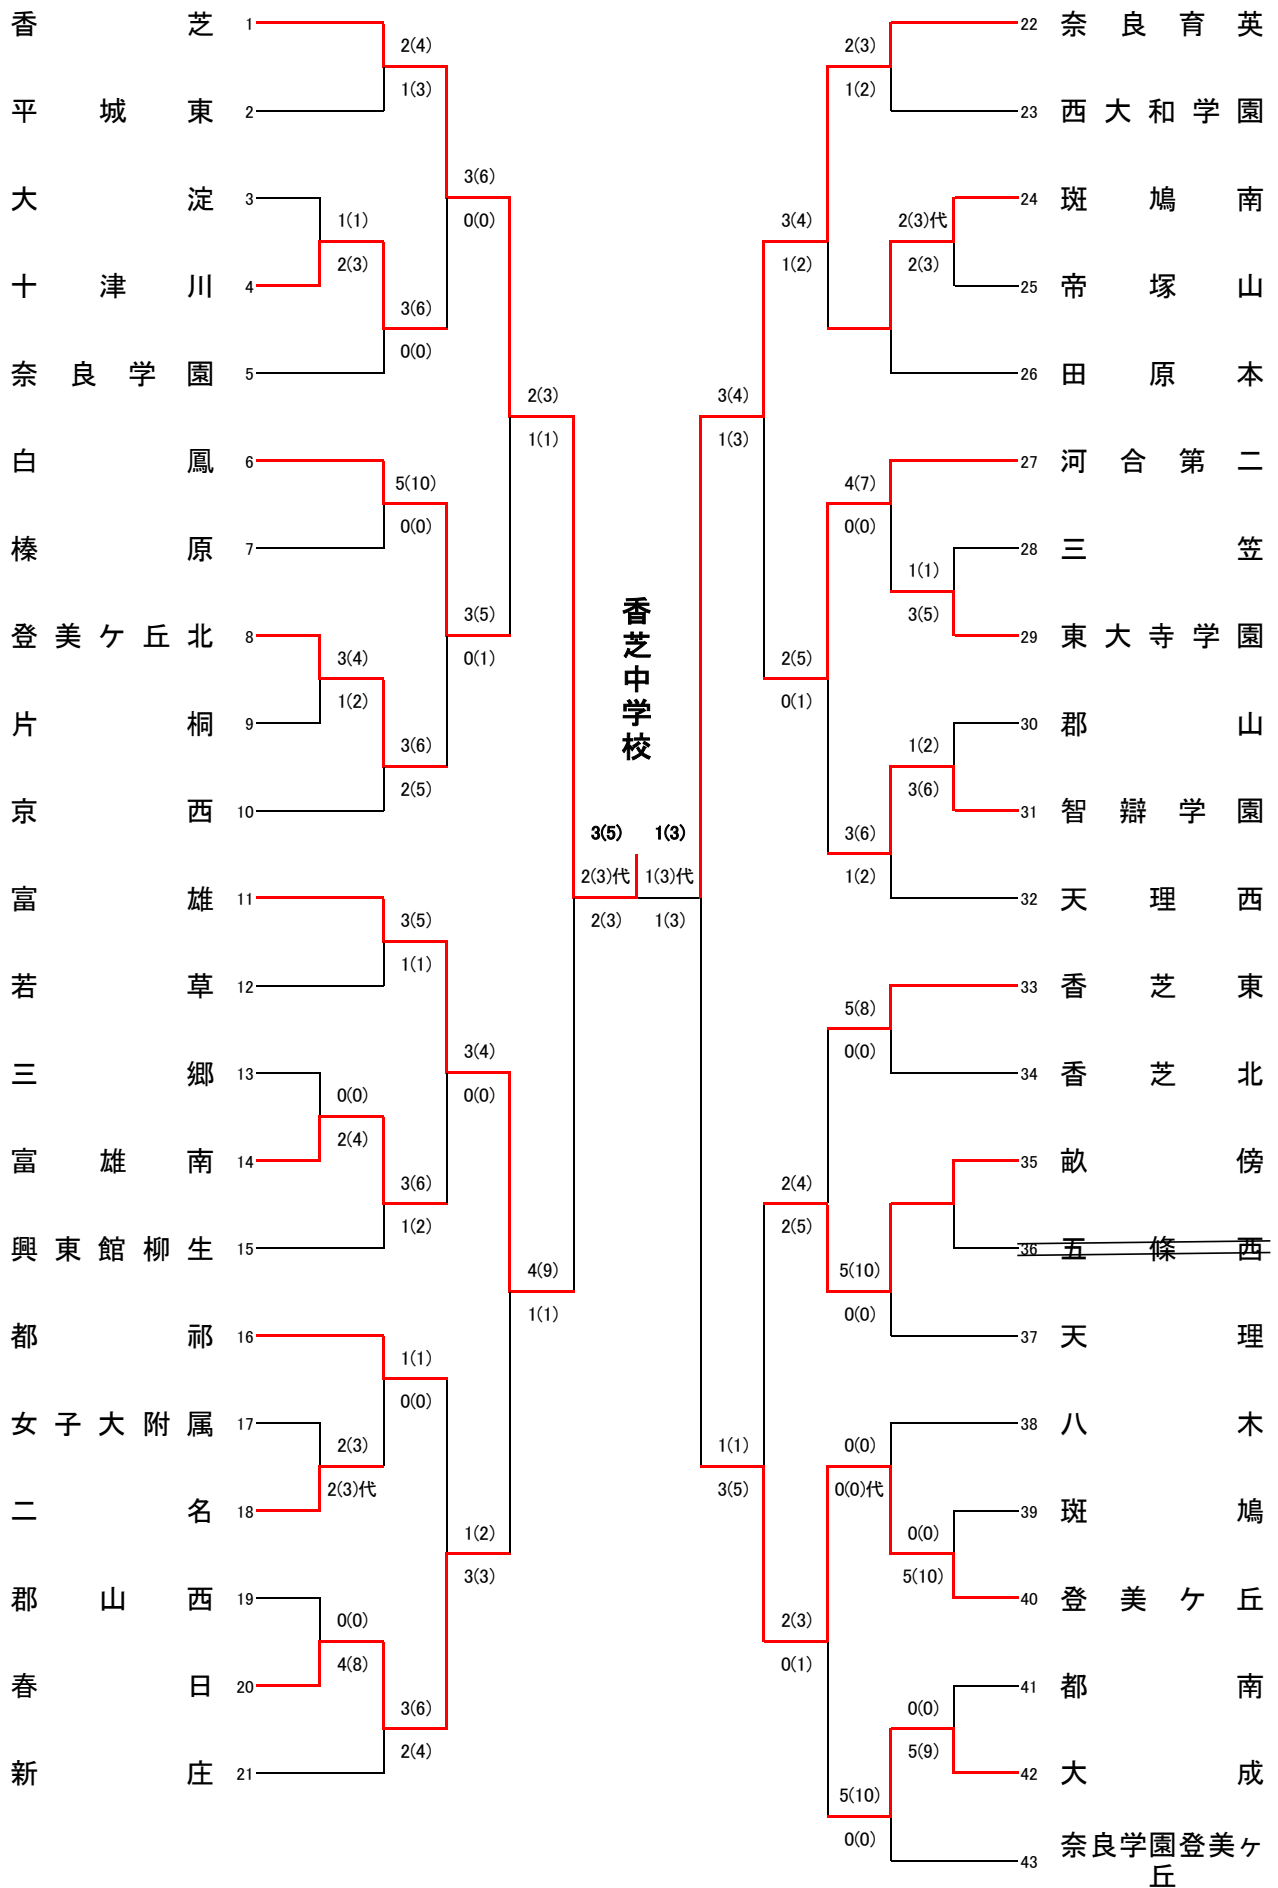 香芝 1
2(4)
1(3)
平城東 2
3(6)
0(0)
大淀 3
1(1)
2(3)
十津川 4
3(6)
0(0)
奈良学園 5
2(3)
1(1)
白鳳 6
5(10)
0(0)
榛原 7
3(5)
0(1)
登美ケ丘北 8
3(4)
1(2)
片桐 9
3(6)
2(5)
京西 10
富雄 11
3(5)
1(1)
若草 12
3(4)
0(0)
三郷 13
0(0)
2(4)
富雄南 14
3(6)
1(2)
興東館柳生 15
4(9)
1(1)
都祁 16
1(1)
0(0)
女子大附属 17
2(3)
2(3)代
二名 18
1(2)
3(3)
郡山西 19
0(0)
4(8)
春日 20
3(6)
2(4)
新庄 21
香芝中学校
3(5) 1(3)
2(3)代 1(3)代
2(3) 1(3)
22 奈良育英
2(3)
1(2)
23 西大和学園
3(4)
1(2)
24 斑鳩南
2(3)代
2(3)
25 帝塚山
26 田原本
3(4)
1(3)
27 河合第二
4(7)
0(0)
28 三笠
1(1)
3(5)
29 東大寺学園
2(5)
0(1)
30 郡山
1(2)
3(6)
31 智辯学園
3(6)
1(2)
32 天理西
33 香芝東
5(8)
0(0)
34 香芝北
35 畝傍
2(4)
2(5)
36 五條西
5(10)
0(0)
37 天理
38 八木
1(1)
3(5)
0(0)
0(0)代
39 斑鳩
0(0)
5(10)
40 登美ケ丘
2(3)
0(1)
41 都南
0(0)
5(9)
42 大成
5(10)
0(0)
43 奈良学園登美ヶ
丘